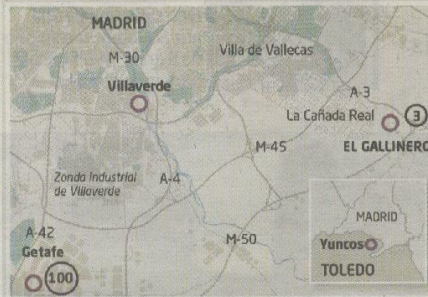 MADRID
M-30
Villa de Vallecas
Villaverde
A-3
La Cañada Real
3
EL GALLINERO
M-45
Zonda Industrial
de Villaverde
A-4
A-42
Getafe
100
M-50
MADRID
Yuncos
TOLEDO